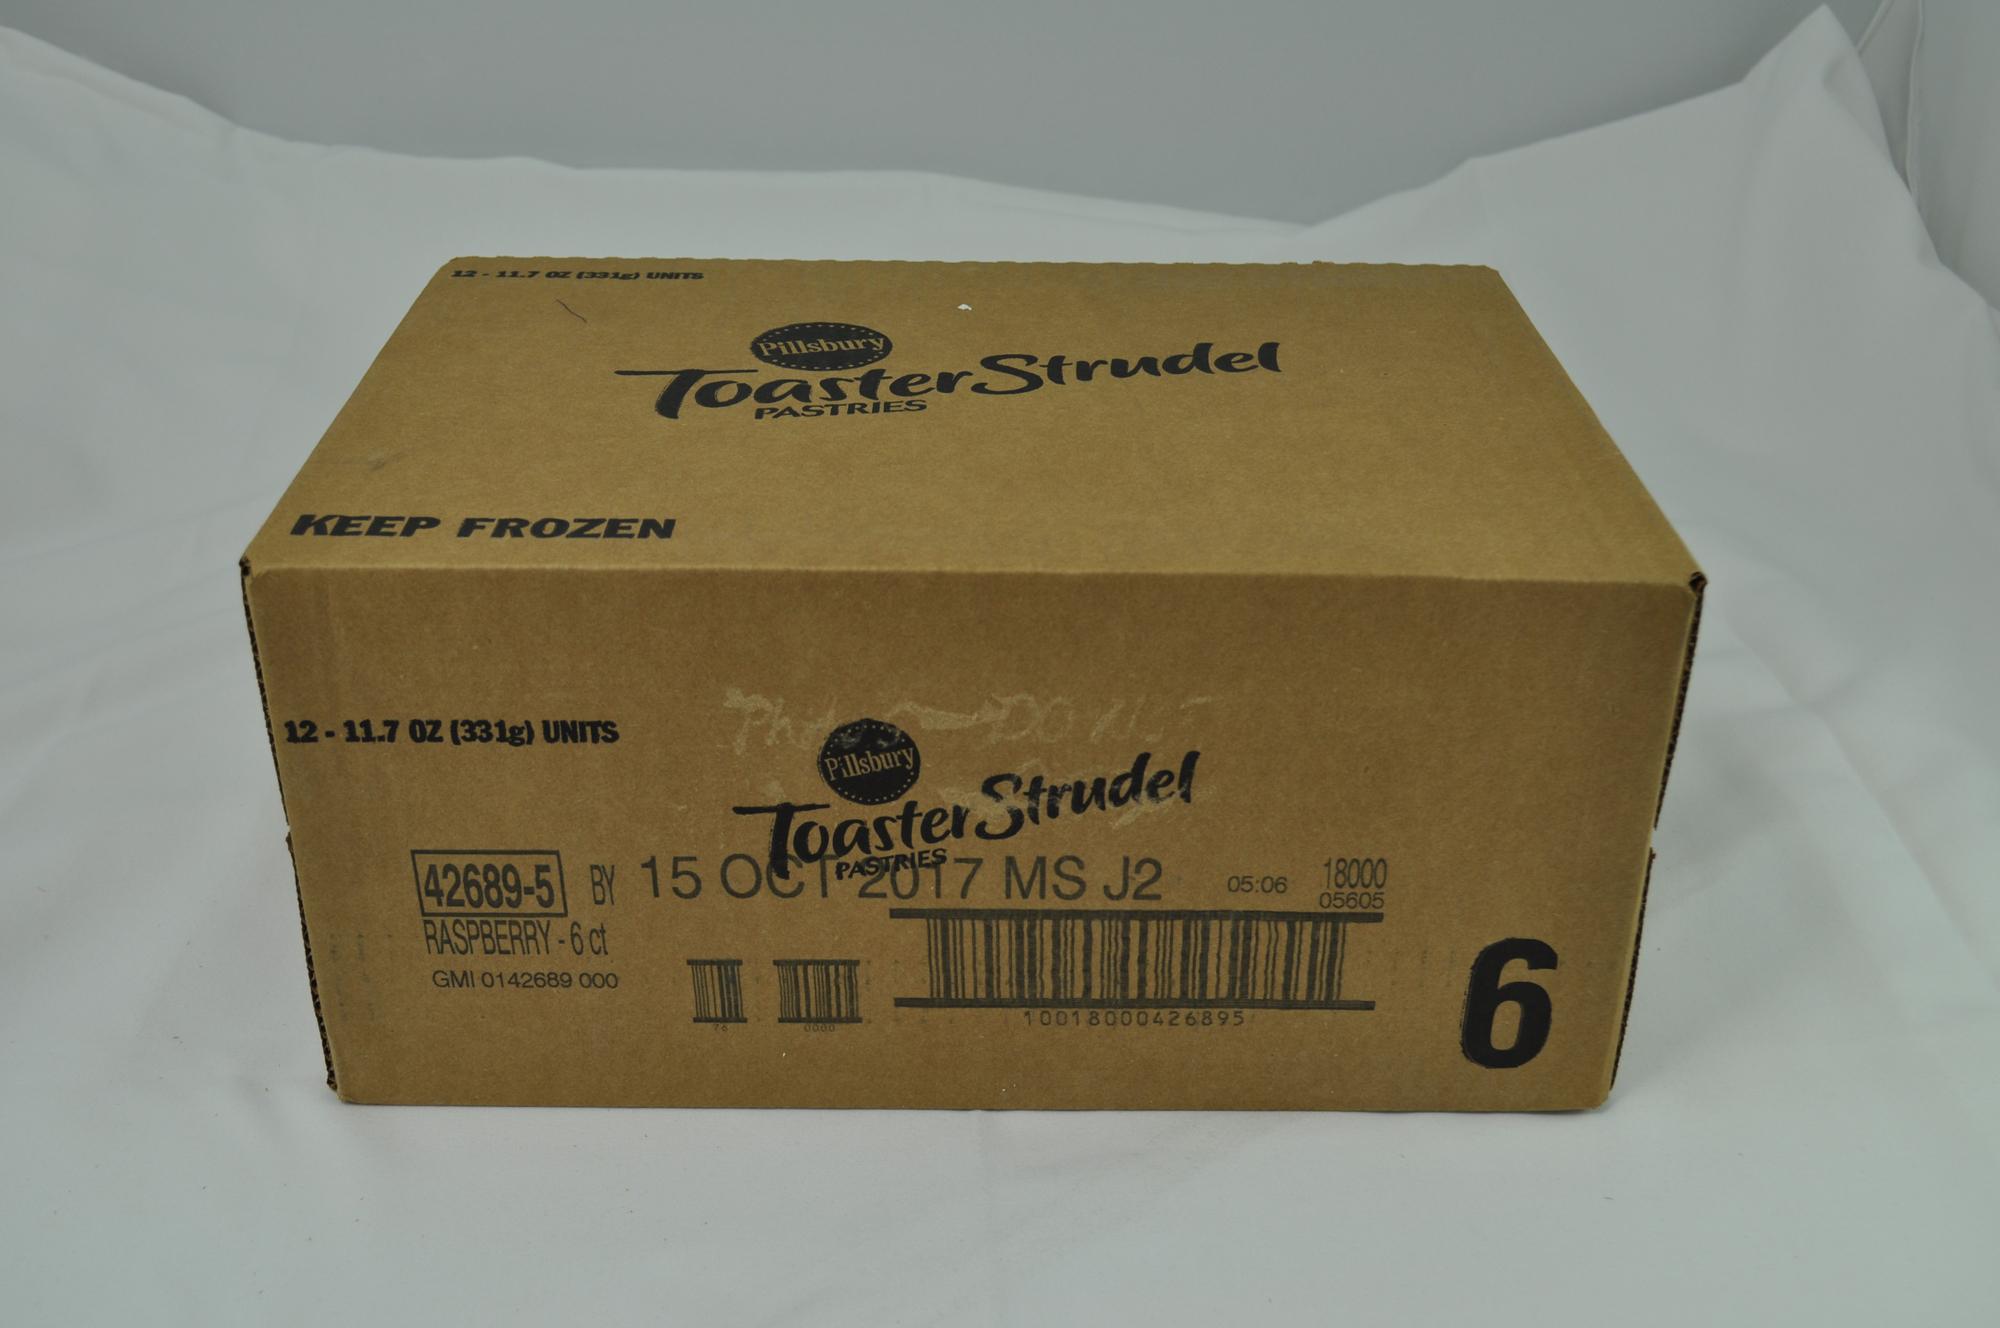 12 - 11.7 OZ (331g) UNITS
Pillsbury
Toaster Strudel
PASTRIES
KEEP FROZEN
12 - 11.7 OZ (331g) UNITS
Pillsbury
Toaster Strudel
PASTRIES
42689-5 BY 15 OCT 2017 MS J2 05:06 18000
05605
RASPBERRY - 6 ct
GMI 0142689 000
76 0000 10018000426895
6